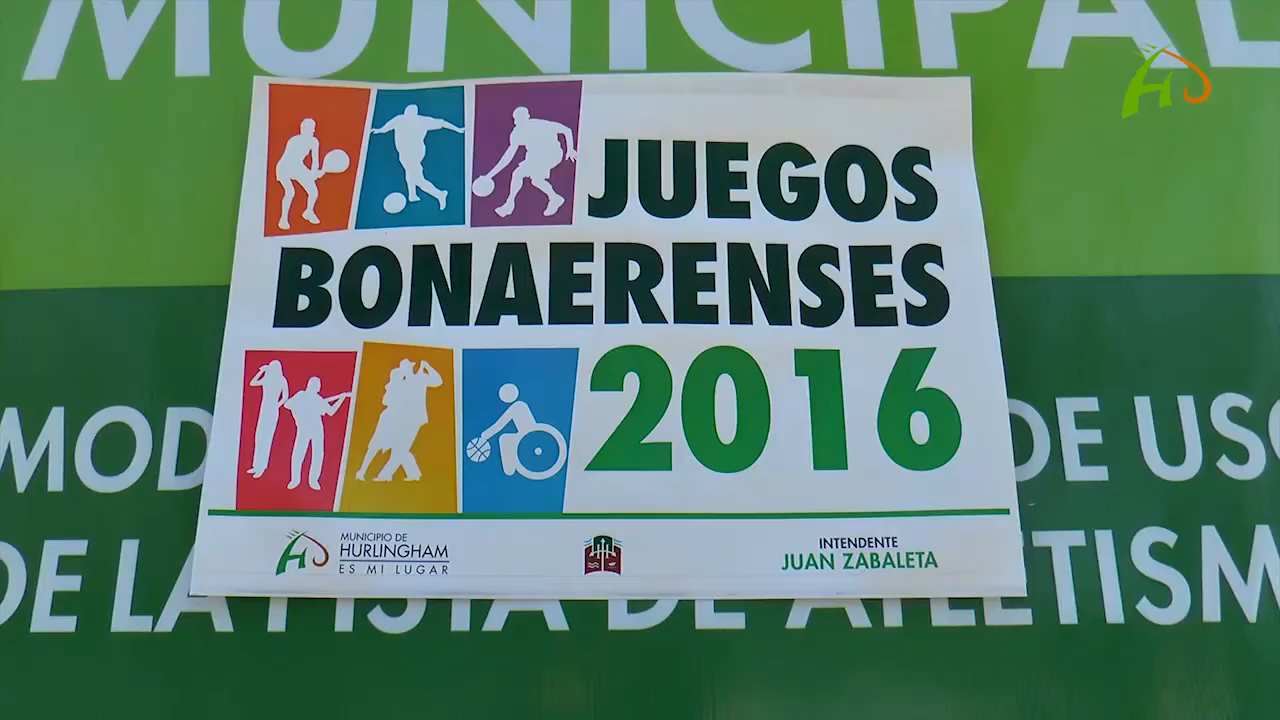 MUNICIPAL
JUEGOS
BONAERENSES
2016
MOD
DE USO
MUNICIPIO DE
HURLINGHAM
ES MI LUGAR
INTENDENTE
JUAN ZABALETA
DE LA PISTA DE ATLETISM